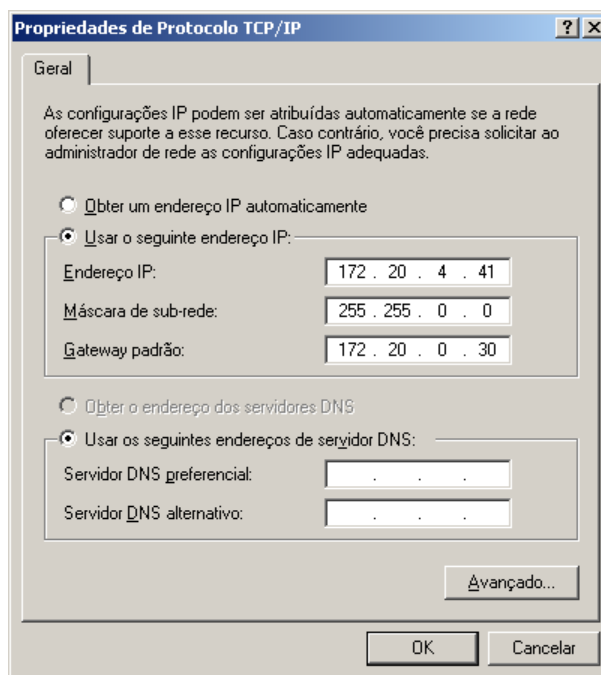 Propriedades de Protocolo TCP/IP
Geral
As configurações IP podem ser atribuídas automaticamente se a rede
oferecer suporte a esse recurso. Caso contrário, você precisa solicitar ao
administrador de rede as configurações IP adequadas.
Obter um endereço IP automaticamente
Usar o seguinte endereço IP:
Endereço IP: 172 . 20 . 4 . 41
Máscara de sub-rede: 255 . 255 . 0 . 0
Gateway padrão: 172 . 20 . 0 . 30
Obter o endereço dos servidores DNS
Usar os seguintes endereços de servidor DNS:
Servidor DNS preferencial: . . .
Servidor DNS alternativo: . . .
Avançado...
OK Cancelar